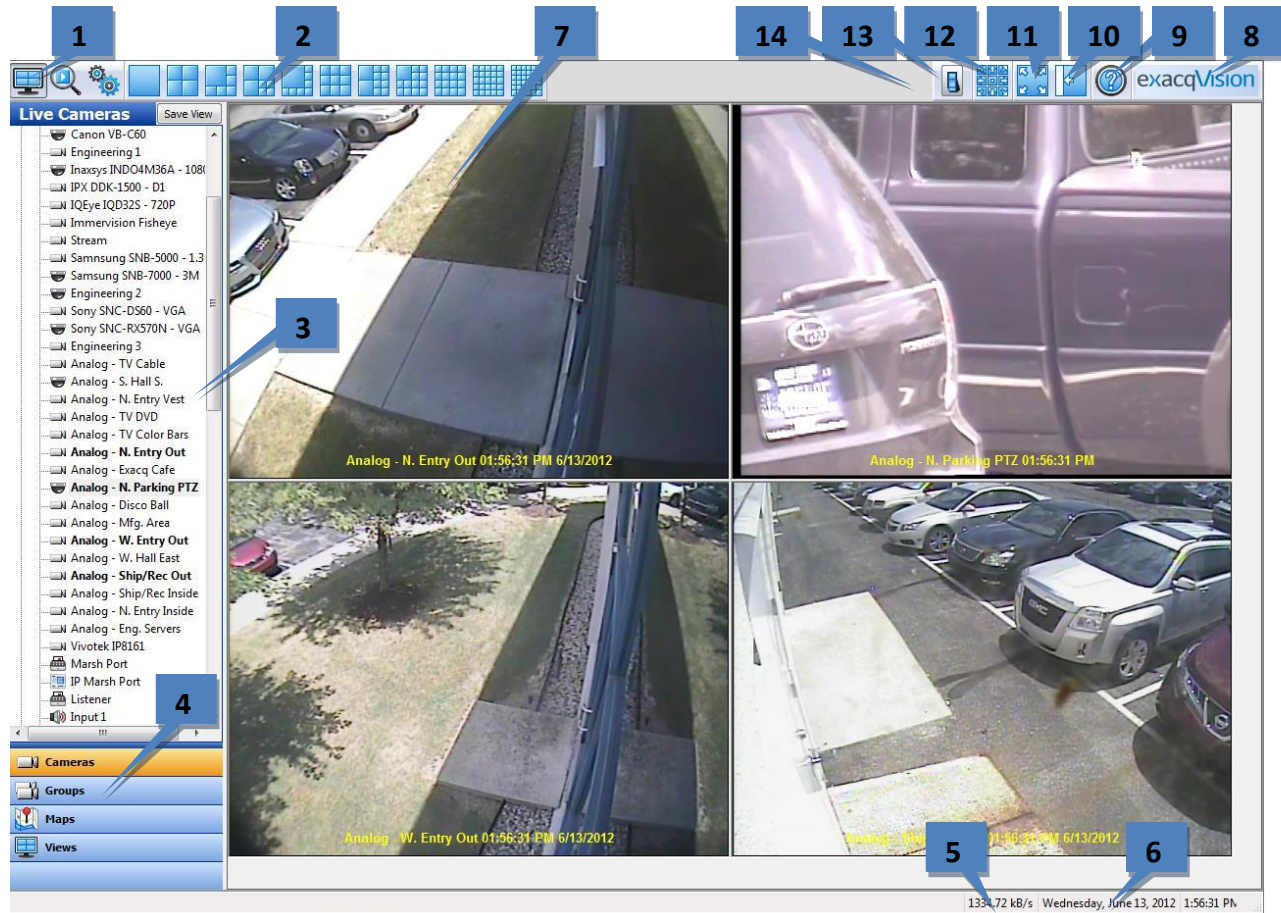 1
2
7
14
13
12
11
10
9
8
exacqVision
Live Cameras
Save View
Canon VB-C60
Engineering 1
Inaxsys INDO4M36A - 108
IPX DDK-1500 - D1
IQEye IQD32S - 720P
Immervision Fisheye
Stream
Samnsung SNB-5000 - 1.3
Samsung SNB-7000 - 3M
Engineering 2
Sony SNC-DS60 - VGA
Sony SNC-RX570N - VGA
Engineering 3
Analog - TV Cable
Analog - S. Hall S.
Analog - N. Entry Vest
Analog - TV DVD
Analog - TV Color Bars
Analog - N. Entry Out
Analog - Exacq Cafe
Analog - N. Parking PTZ
Analog - Disco Ball
Analog - Mfg. Area
Analog - W. Entry Out
Analog - W. Hall East
Analog - Ship/Rec Out
Analog - Ship/Rec Inside
Analog - N. Entry Inside
Analog - Eng. Servers
Vivotek IP8161
Marsh Port
IP Marsh Port
Listener
Input 1
3
4
Cameras
Groups
Maps
Views
Analog - N. Entry Out 01:56:31 PM 6/13/2012
Analog - N. Parking PTZ 01:56:31 PM
Analog - W. Entry Out 01:56:31 PM 6/13/2012
Analog - 01:56:31 PM 6/13/2012
GMC
5
6
1334.72 kB/s
Wednesday, June 13, 2012
1:56:31 PM